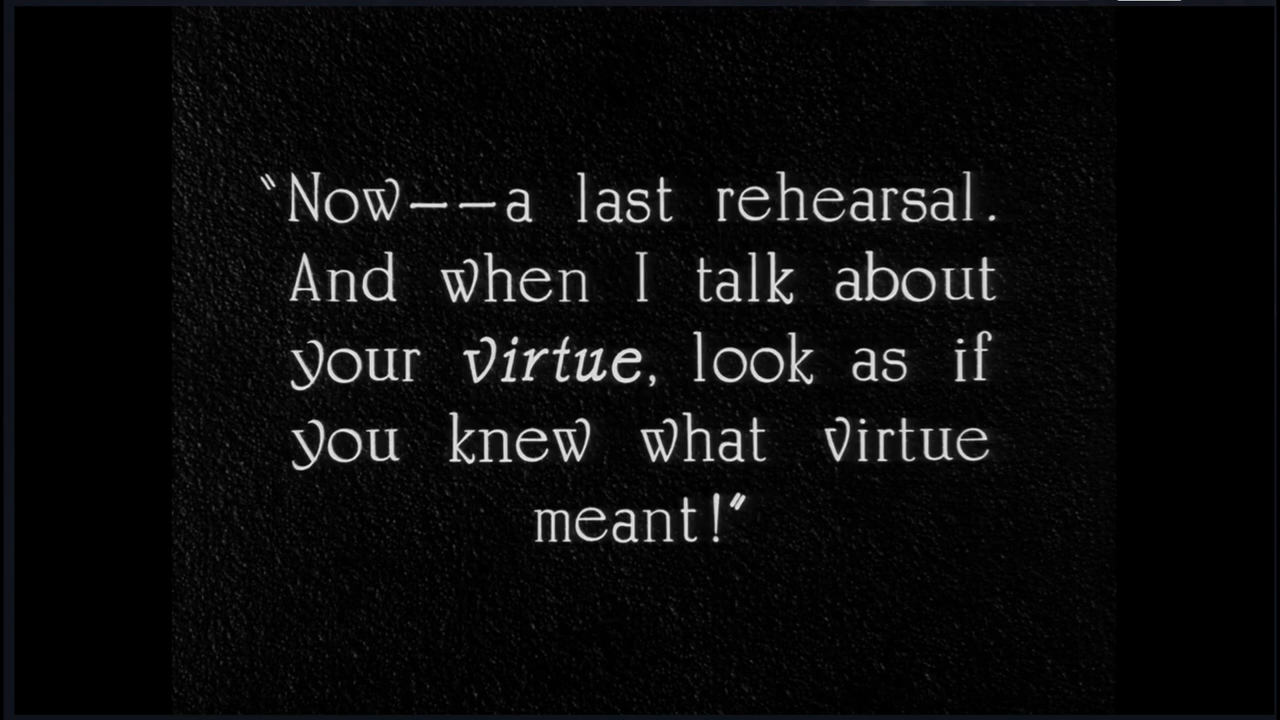 "Now——a last rehearsal.
And when I talk about
your virtue, look as if
you knew what virtue
meant!"